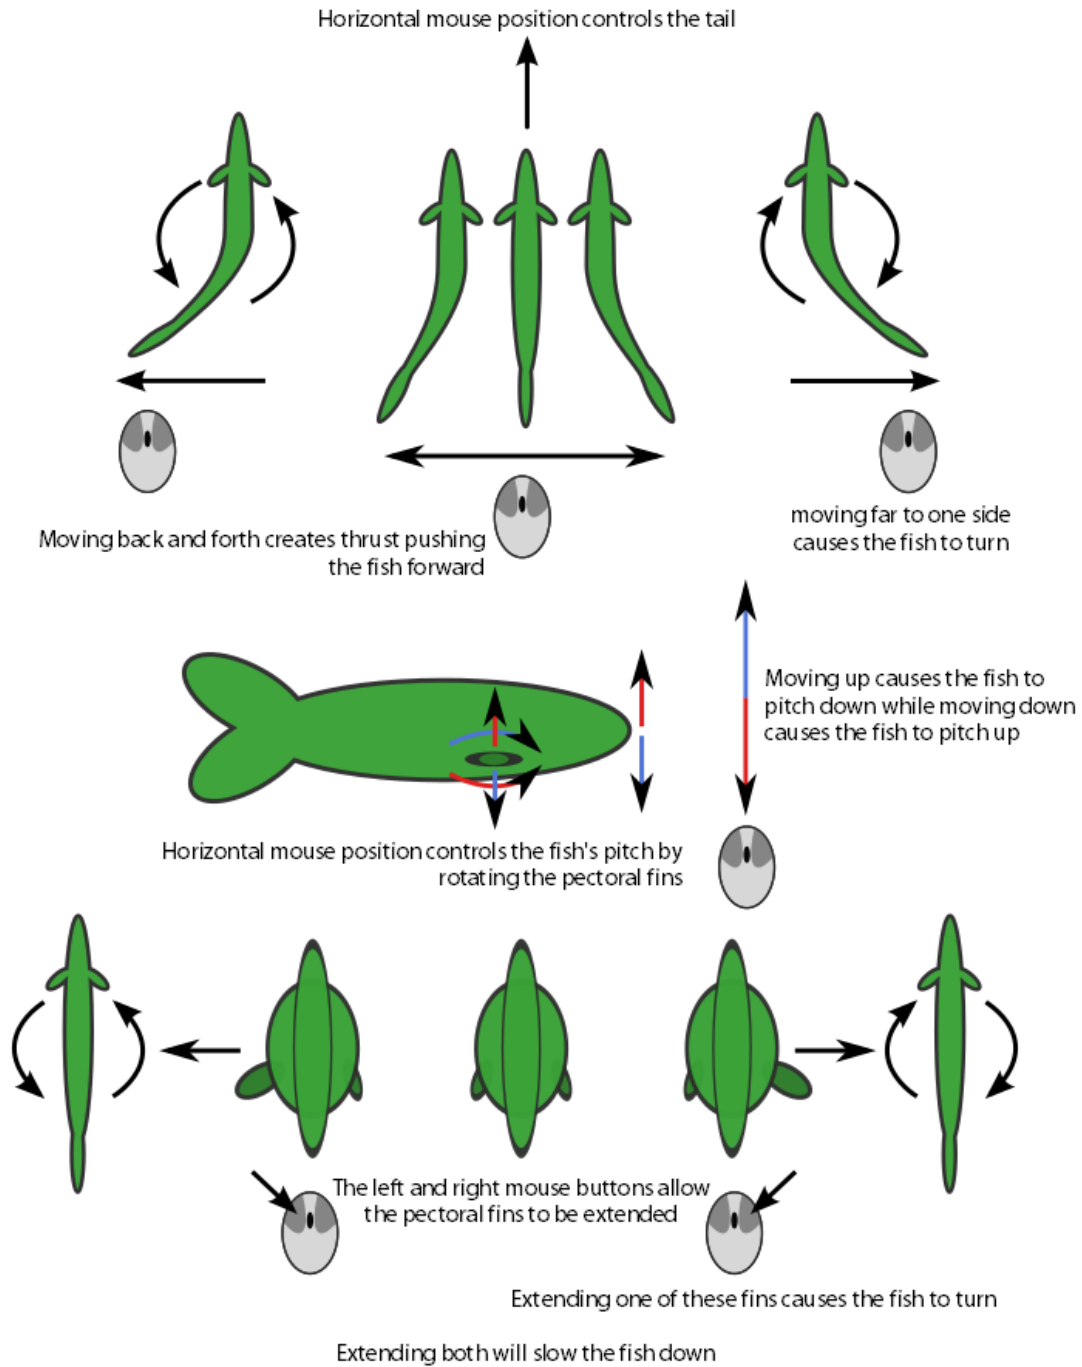 Horizontal mouse position controls the tail
Moving back and forth creates thrust pushing
the fish forward
moving far to one side
causes the fish to turn
Moving up causes the fish to
pitch down while moving down
causes the fish to pitch up
Horizontal mouse position controls the fish's pitch by
rotating the pectoral fins
The left and right mouse buttons allow
the pectoral fins to be extended
Extending one of these fins causes the fish to turn
Extending both will slow the fish down